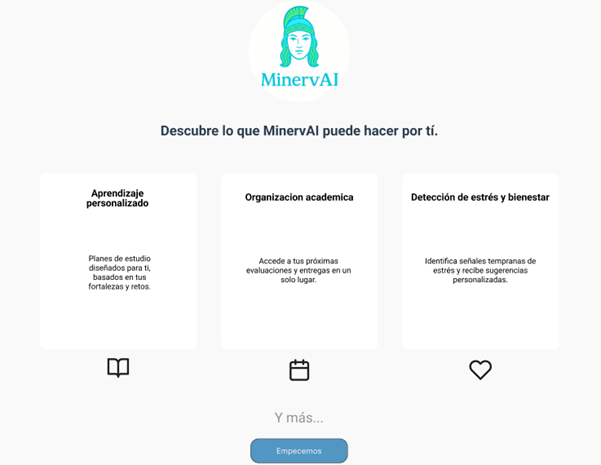 MinervAI
Descubre lo que MinervAI puede hacer por tí.
Aprendizaje
personalizado
Planes de estudio
diseñados para ti,
basados en tus
fortalezas y retos.
Organizacion academica
Accede a tus próximas
evaluaciones y entregas en un
solo lugar.
Detección de estrés y bienestar
Identifica señales tempranas de
estrés y recibe sugerencias
personalizadas.
Y más...
Empecemos